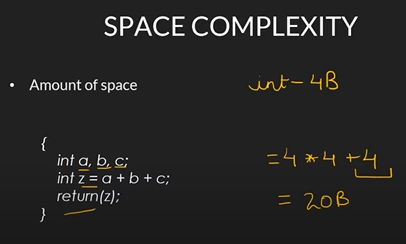 SPACE COMPLEXITY
• Amount of space
int - 4B
{
int a, b, c;
int z = a + b + c;
return(z);
}
= 4 * 4 + 4
= 20B